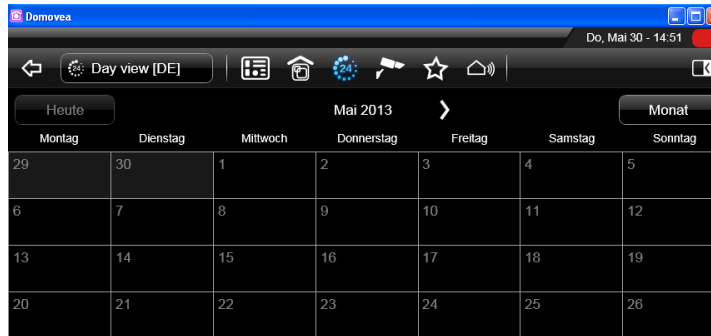 Domovea
Do, Mai 30 - 14:51
24 Day view [DE] 24
Heute Mai 2013 Monat
Montag Dienstag Mittwoch Donnerstag Freitag Samstag Sonntag
29 30 1 2 3 4 5
6 7 8 9 10 11 12
13 14 15 16 17 18 19
20 21 22 23 24 25 26